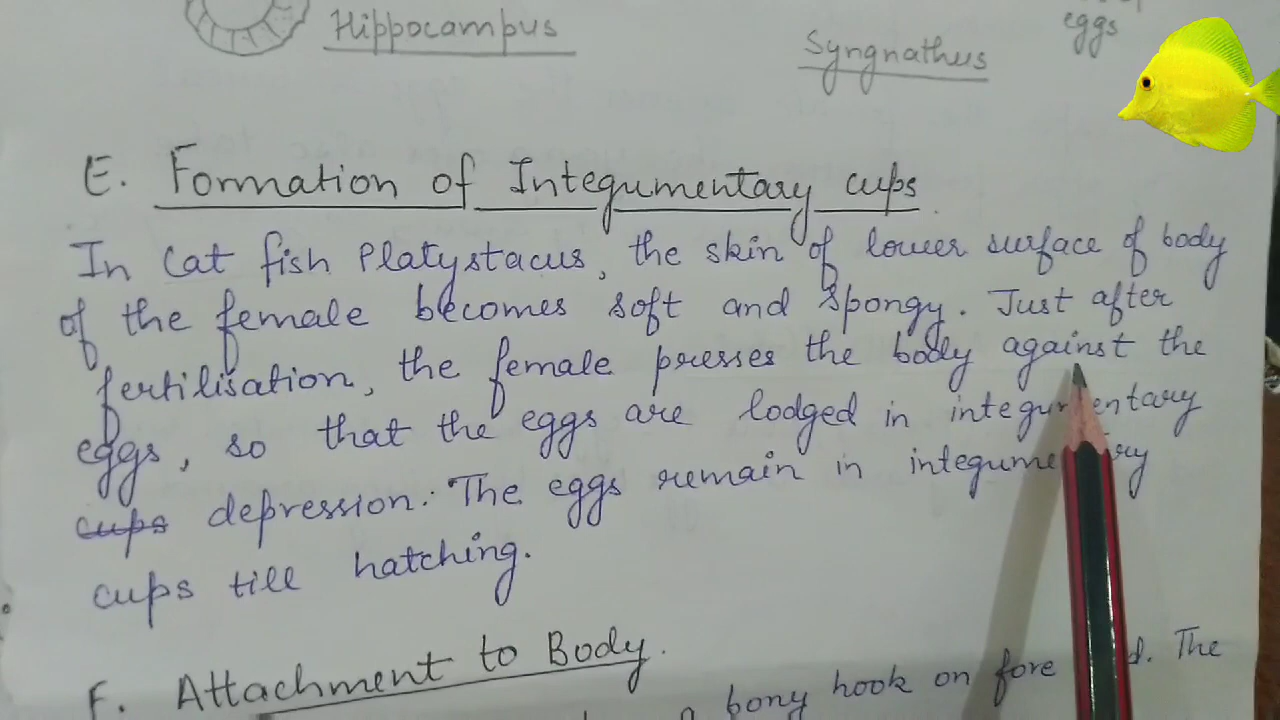 Hippocampus
Syngnathus
eggs
E. Formation of Integumentary cups
In Cat fish Platystacus, the skin of lower surface of body
of the female becomes soft and spongy. Just after
fertilisation, the female presses the body against the
eggs, so that the eggs are lodged in
cups depression. The eggs remain in
cups till hatching.
F. Attachment to Body.
bony hook on fore The